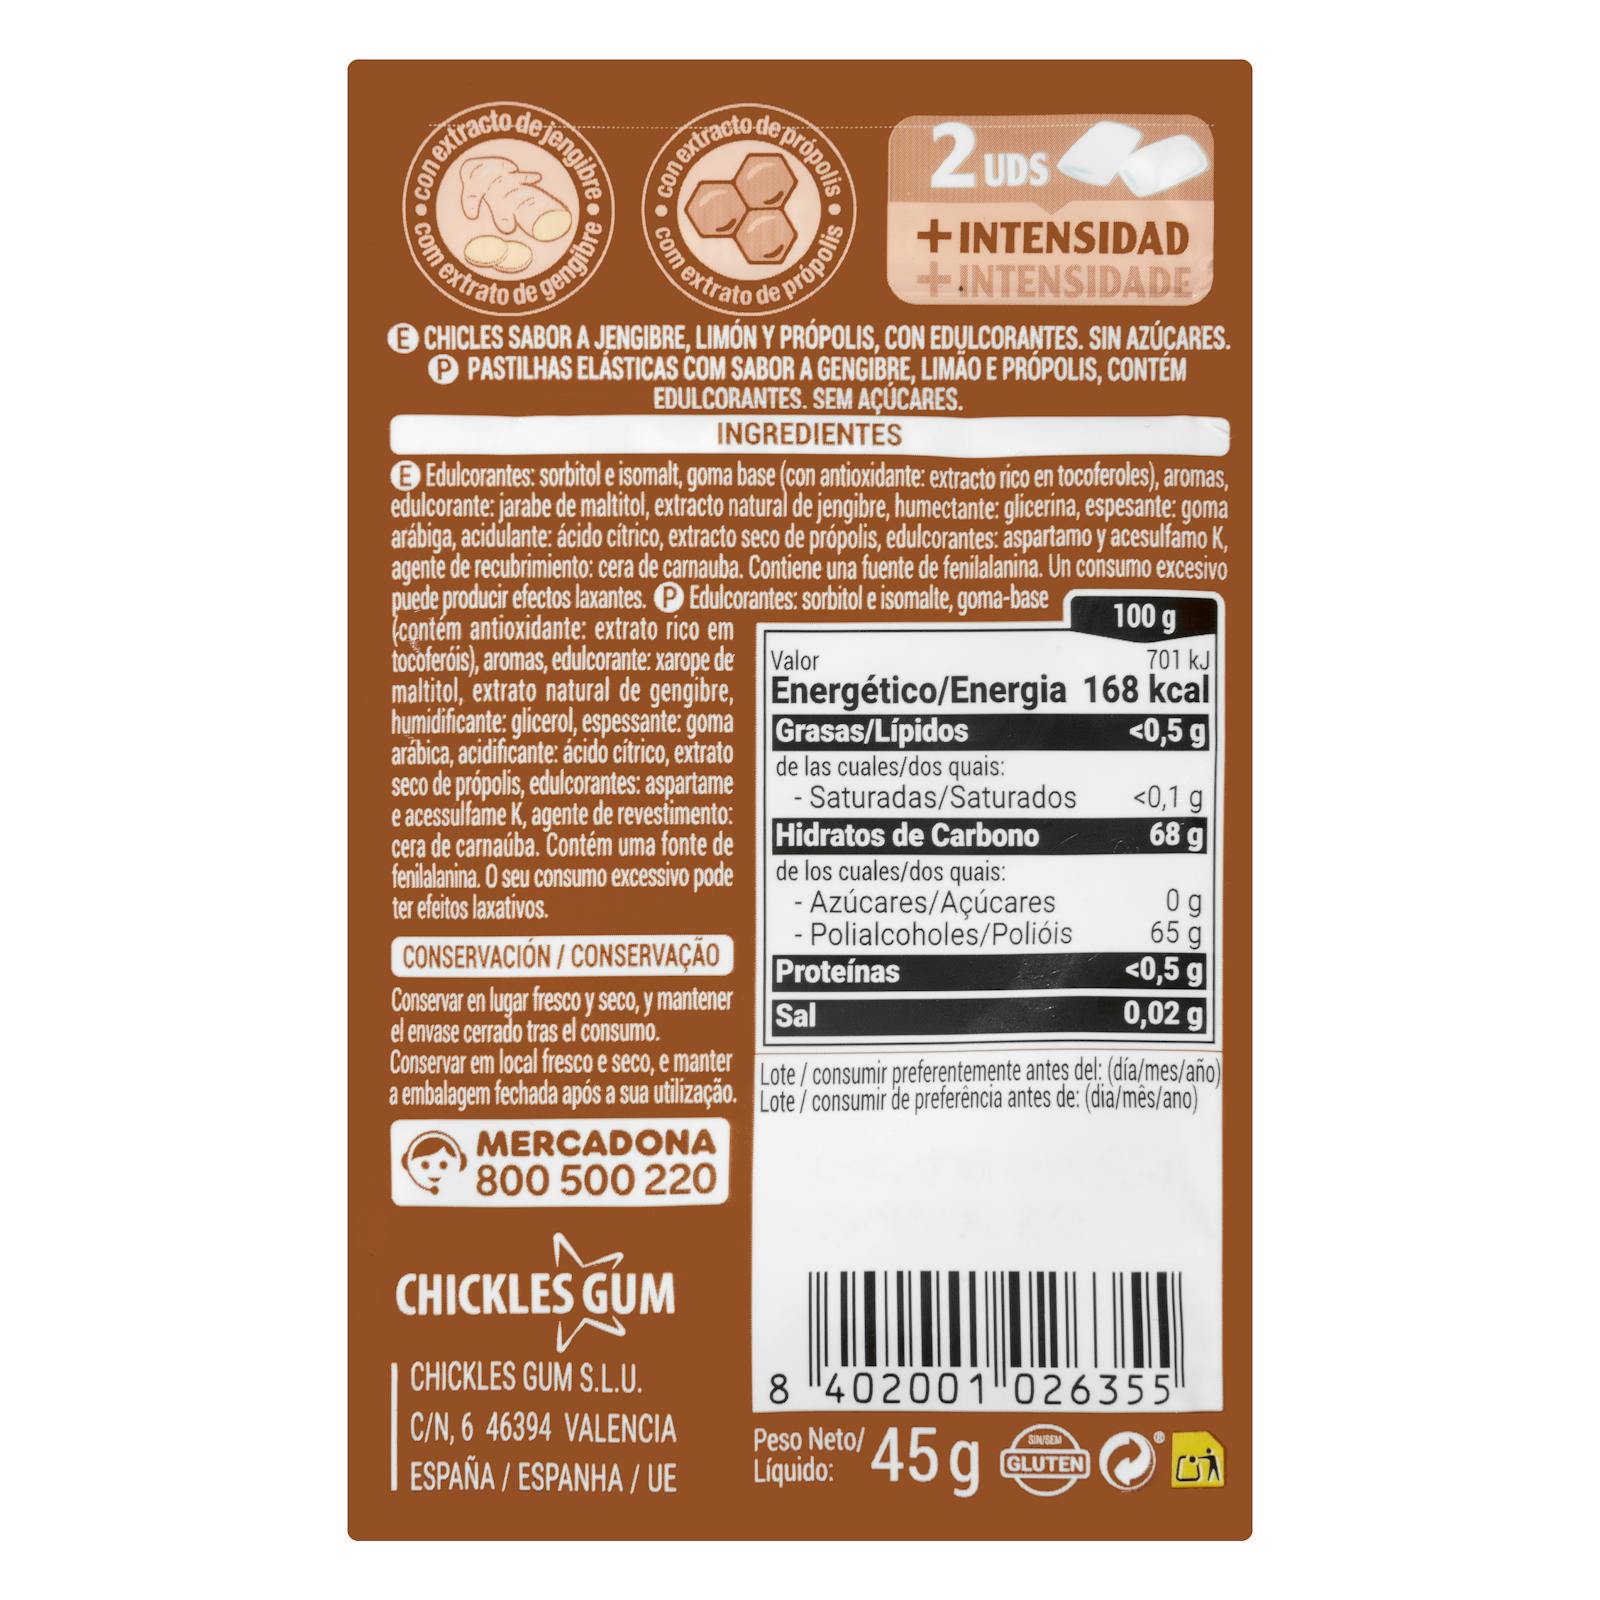 con extracto de jengibre
com extrato de gengibre
con extracto de própolis
com extrato de própolis
2 UDS
+ INTENSIDAD
+ INTENSIDADE
E CHICLES SABOR A JENGIBRE, LIMÓN Y PRÓPOLIS, CON EDULCORANTES. SIN AZÚCARES.
P PASTILHAS ELÁSTICAS COM SABOR A GENGIBRE, LIMÃO E PRÓPOLIS, CONTÉM
EDULCORANTES. SEM AÇÚCARES.
INGREDIENTES
E Edulcorantes: sorbitol e isomalt, goma base (con antioxidante: extracto rico en tocoferoles), aromas,
edulcorante: jarabe de maltitol, extracto natural de jengibre, humectante: glicerina, espesante: goma
arábiga, acidulante: ácido cítrico, extracto seco de própolis, edulcorantes: aspartamo y acesulfamo K,
agente de recubrimiento: cera de carnauba. Contiene una fuente de fenilalanina. Un consumo excesivo
puede producir efectos laxantes. P Edulcorantes: sorbitol e isomalte, goma-base
(contém antioxidante: extrato rico em
tocoferóis), aromas, edulcorante: xarope de
maltitol, extrato natural de gengibre,
humidificante: glicerol, espessante: goma
arábica, acidificante: ácido cítrico, extrato
seco de própolis, edulcorantes: aspartame
e acessulfame K, agente de revestimento:
cera de carnaúba. Contém uma fonte de
fenilalanina. O seu consumo excessivo pode
ter efeitos laxativos.
CONSERVACIÓN / CONSERVAÇÃO
Conservar en lugar fresco y seco, y mantener
el envase cerrado tras el consumo.
Conservar em local fresco e seco, e manter
a embalagem fechada após a sua utilização.
MERCADONA
800 500 220
CHICKLES GUM
CHICKLES GUM S.L.U.
C/N, 6 46394 VALENCIA
ESPAÑA / ESPANHA / UE
100 g
Valor 701 kJ
Energético/Energia 168 kcal
Grasas/Lípidos <0,5 g
de las cuales/dos quais:
- Saturadas/Saturados <0,1 g
Hidratos de Carbono 68 g
de los cuales/dos quais:
- Azúcares/Açúcares 0 g
- Polialcoholes/Polióis 65 g
Proteínas <0,5 g
Sal 0,02 g
Lote / consumir preferentemente antes del: (día/mes/año)
Lote / consumir de preferência antes de: (dia/mês/ano)
8 402001 026355
Peso Neto/
Líquido: 45 g
SIN/SEM
GLUTEN
®